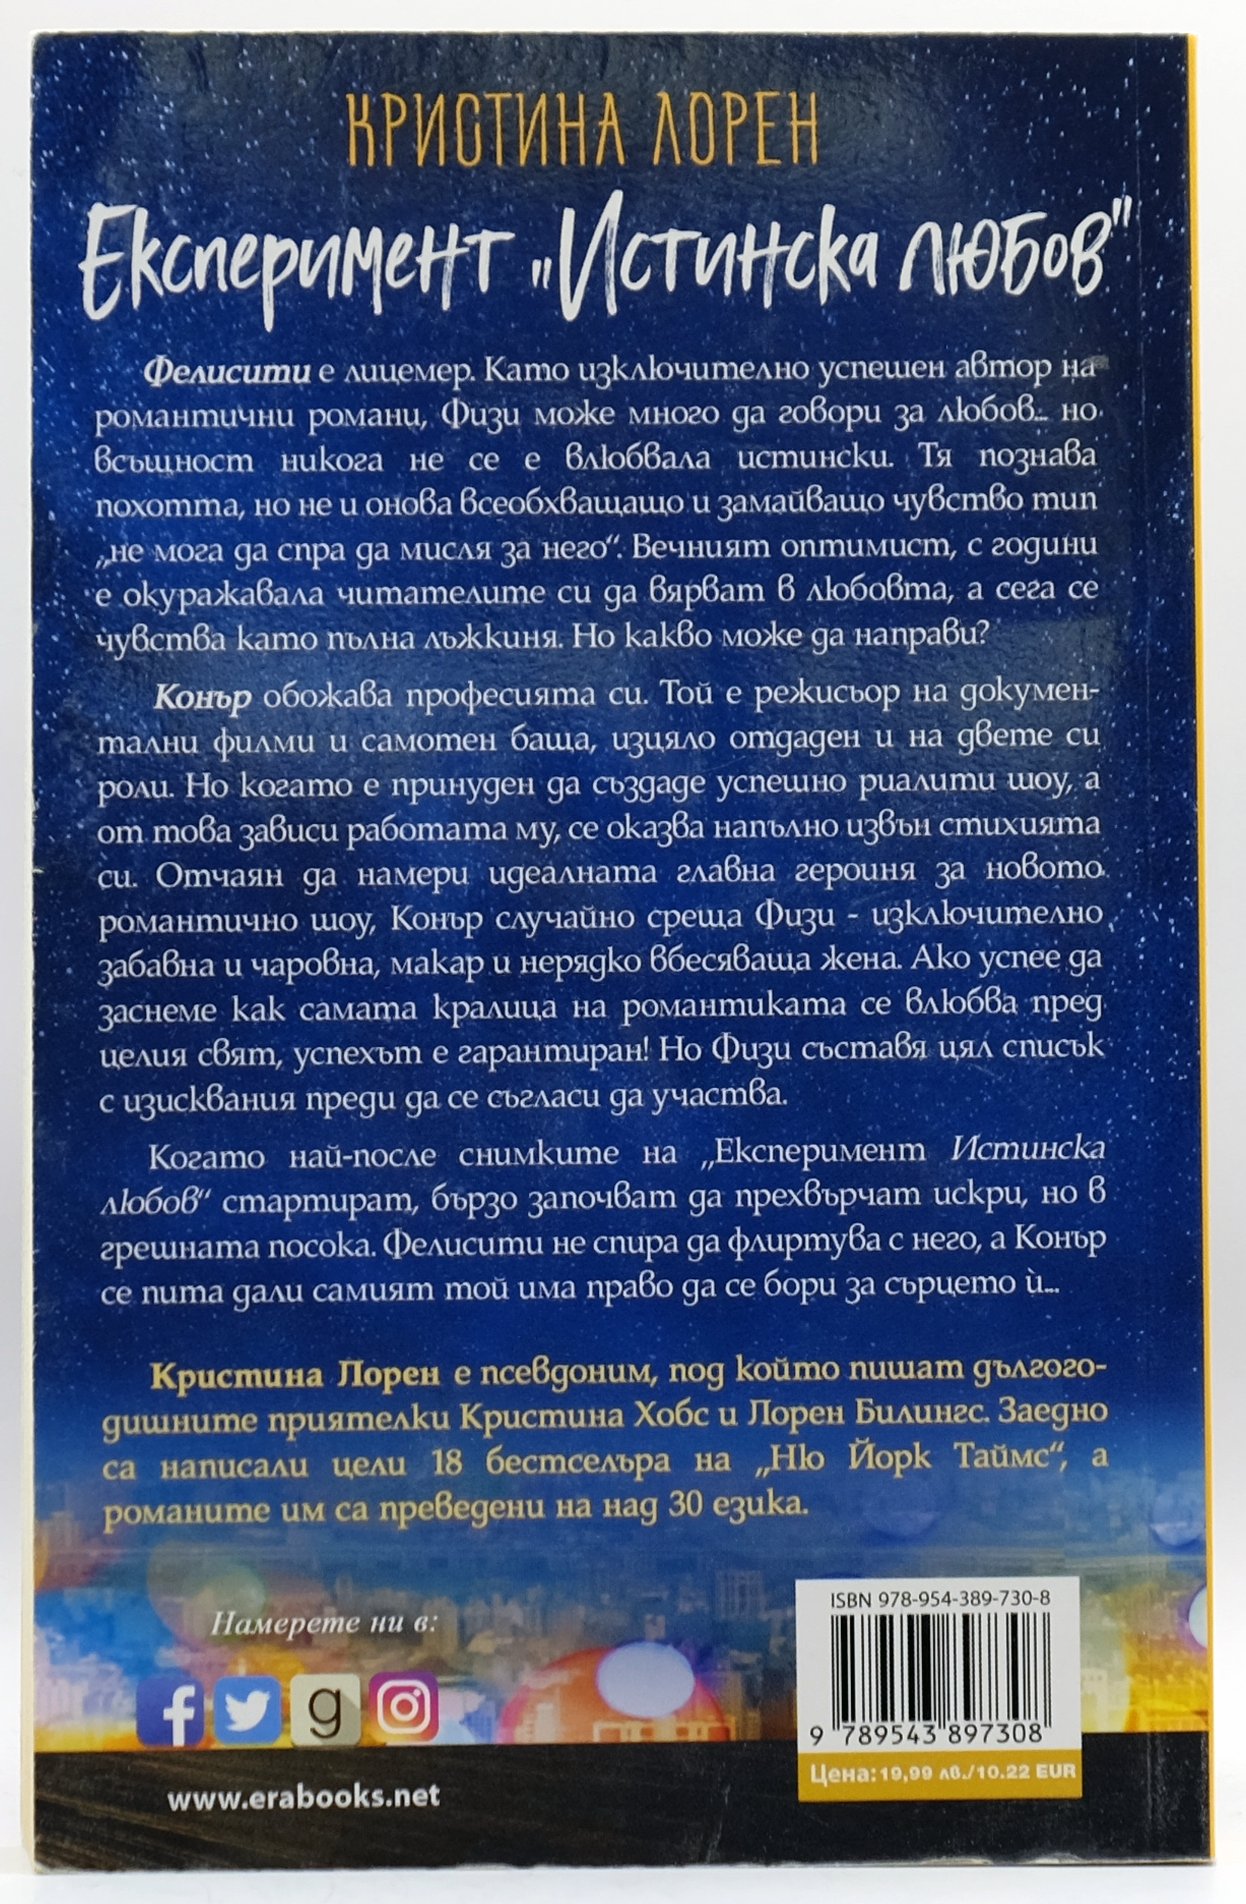 КРИСТИНА ЛОРЕН
Експеримент „Истинска любов"
Фелисити е лицемер. Като изключително успешен автор на
романтични романи, Физи може много да говори за любов... но
всъщност никога не се е влюбвала истински. Тя познава
похотта, но не и онова всеобхващащо и замайващо чувство тип
„не мога да спра да мисля за него“. Вечният оптимист, с години
е окуражавала читателите си да вярват в любовта, а сега се
чувства като пълна лъжкиня. Но какво може да направи?
Конър обожава професията си. Той е режисьор на докумен-
тални филми и самотен баща, изцяло отдаден и на двете си
роли. Но когато е принуден да създаде успешно риалити шоу, а
от това зависи работата му, се оказва напълно извън стихията
си. Отчаян да намери идеалната главна героиня за новото
романтично шоу, Конър случайно среща Физи - изключително
забавна и чаровна, макар и нерядко вбесяваща жена. Ако успее да
заснеме как самата кралица на романтиката се влюбва пред
целия свят, успехът е гарантиран! Но Физи съставя цял списък
с изисквания преди да се съгласи да участва.
Когато най-после снимките на „Експеримент Истинска
любов“ стартират, бързо започват да прехвърчат искри, но в
грешната посока. Фелисити не спира да флиртува с него, а Конър
се пита дали самият той има право да се бори за сърцето ѝ...
Кристина Лорен е псевдоним, под който пишат дългого-
дишните приятелки Кристина Хобс и Лорен Билингс. Заедно
са написали цели 18 бестселъра на „Ню Йорк Таймс“, а
романите им са преведени на над 30 езика.
Намерете ни в:
www.erabooks.net
ISBN 978-954-389-730-8
9 789543 897308
Цена: 19,99 лв./10.22 EUR